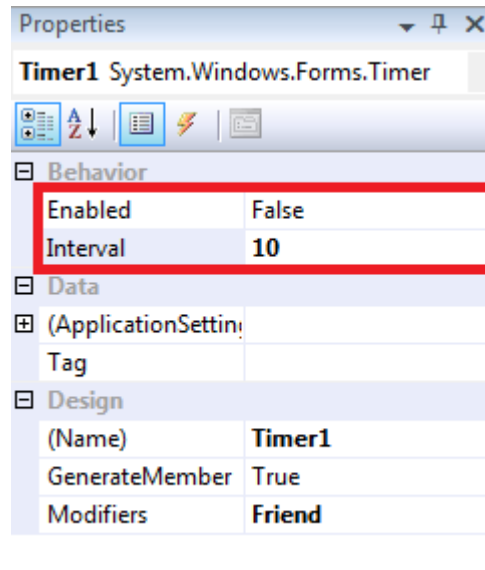 Properties
Timer1 System.Windows.Forms.Timer
Behavior
Enabled False
Interval 10
Data
(ApplicationSetting
Tag
Design
(Name) Timer1
GenerateMember True
Modifiers Friend